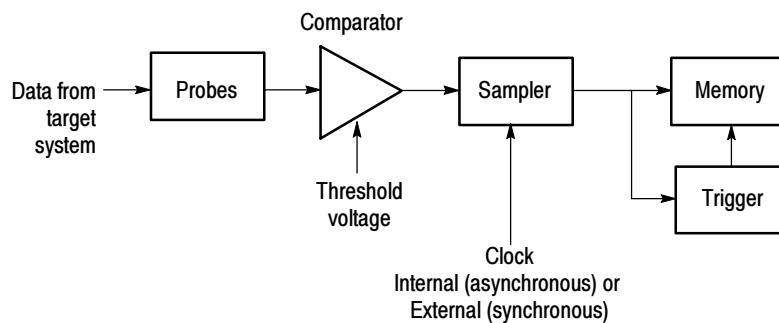 Comparator
Data from
target
system
Probes
Sampler
Memory
Threshold
voltage
Trigger
Clock
Internal (asynchronous) or
External (synchronous)